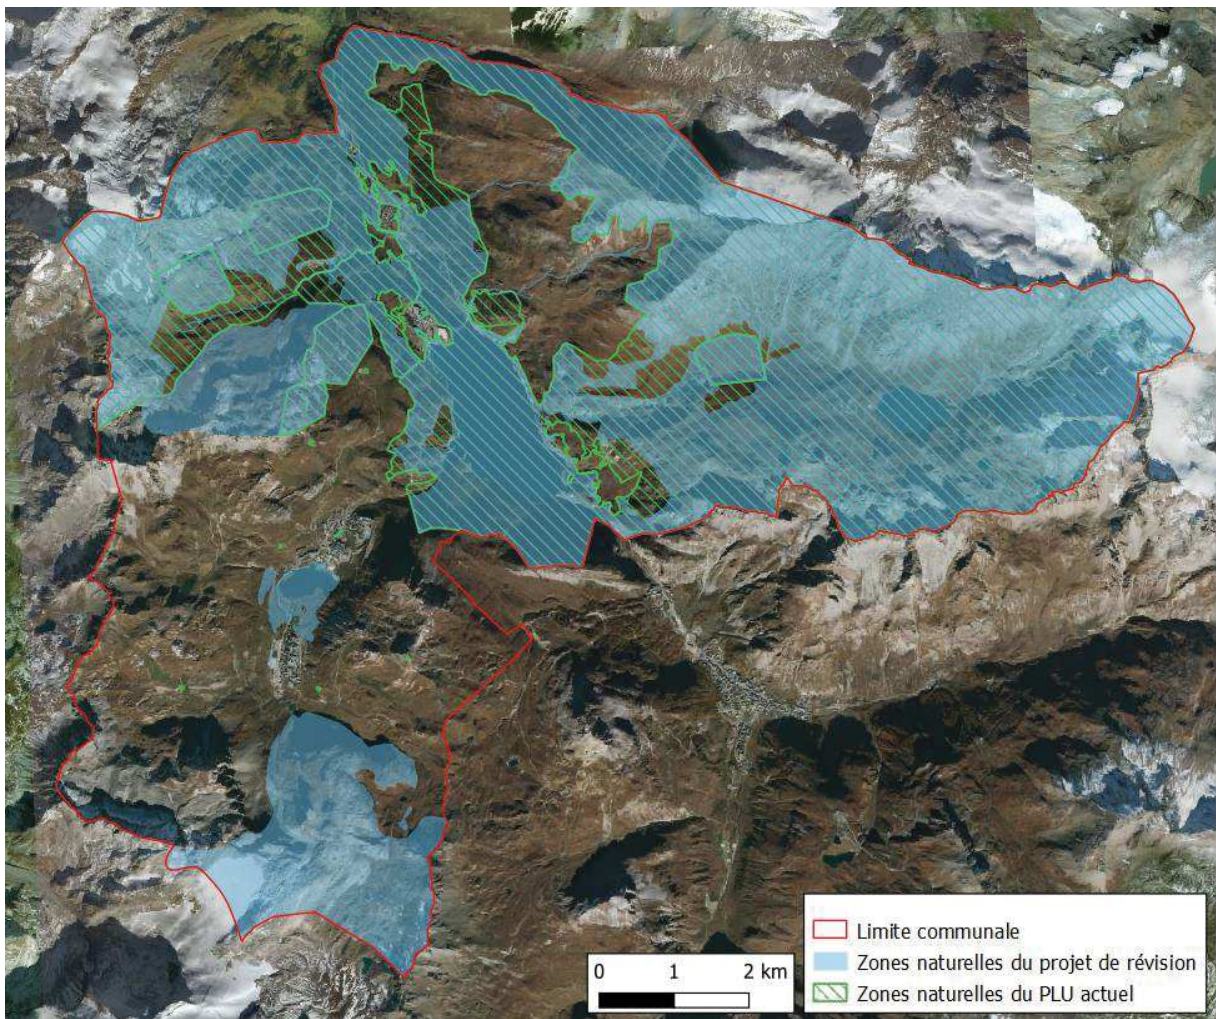 Limite communale
Zones naturelles du projet de révision
Zones naturelles du PLU actuel
0 1 2 km